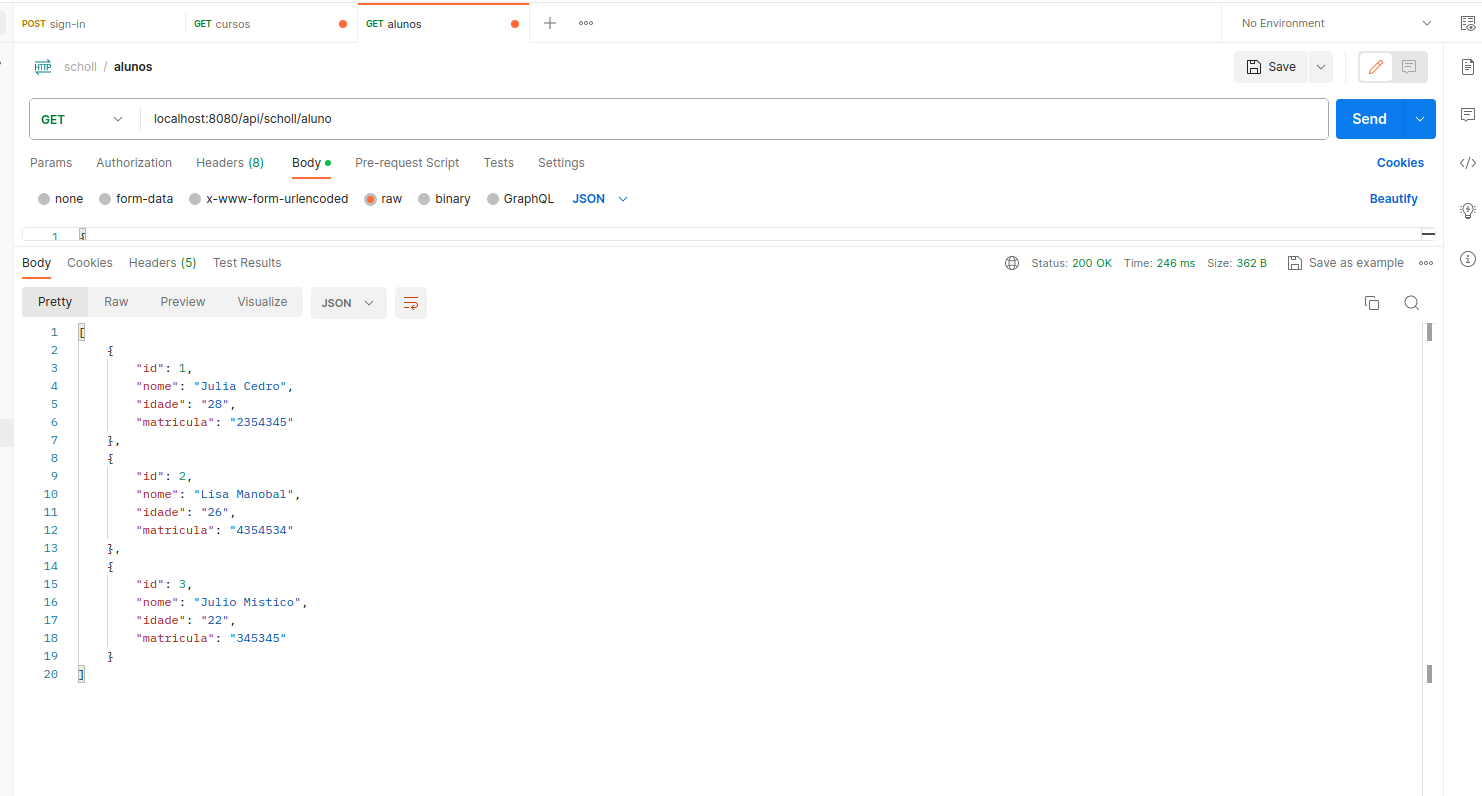 POST sign-in GET cursos GET alunos No Environment
HTTP scholl / alunos Save
GET localhost:8080/api/scholl/aluno Send
Params Authorization Headers (8) Body Pre-request Script Tests Settings Cookies
none form-data x-www-form-urlencoded raw binary GraphQL JSON Beautify
1 {
Body Cookies Headers (5) Test Results Status: 200 OK Time: 246 ms Size: 362 B Save as example
Pretty Raw Preview Visualize JSON
1 [
2 {
3 "id": 1,
4 "nome": "Julia Cedro",
5 "idade": "28",
6 "matricula": "2354345"
7 },
8 {
9 "id": 2,
10 "nome": "Lisa Manobal",
11 "idade": "26",
12 "matricula": "4354534"
13 },
14 {
15 "id": 3,
16 "nome": "Julio Mistico",
17 "idade": "22",
18 "matricula": "345345"
19 }
20 ]